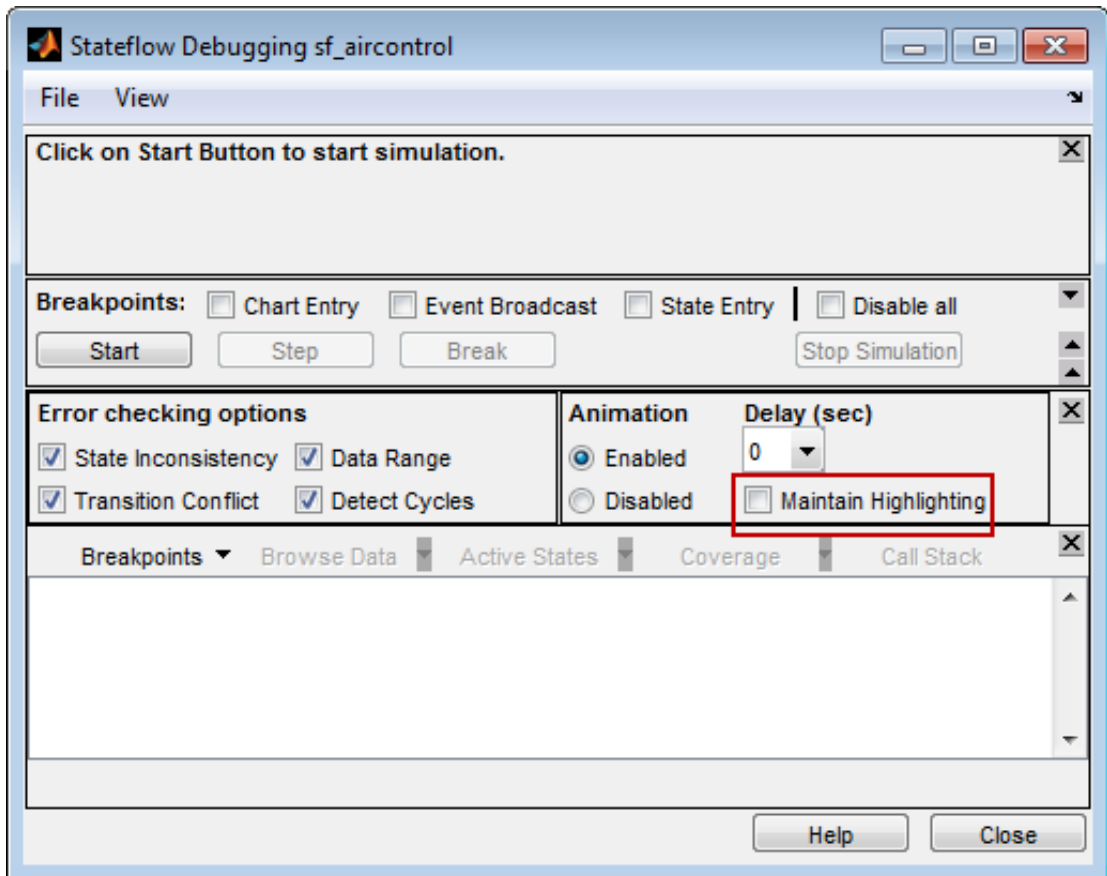 Stateflow Debugging sf_aircontrol
File View
Click on Start Button to start simulation.
Breakpoints: Chart Entry Event Broadcast State Entry Disable all
Start Step Break Stop Simulation
Error checking options Animation Delay (sec)
State Inconsistency Data Range Enabled 0
Transition Conflict Detect Cycles Disabled Maintain Highlighting
Breakpoints Browse Data Active States Coverage Call Stack
Help Close